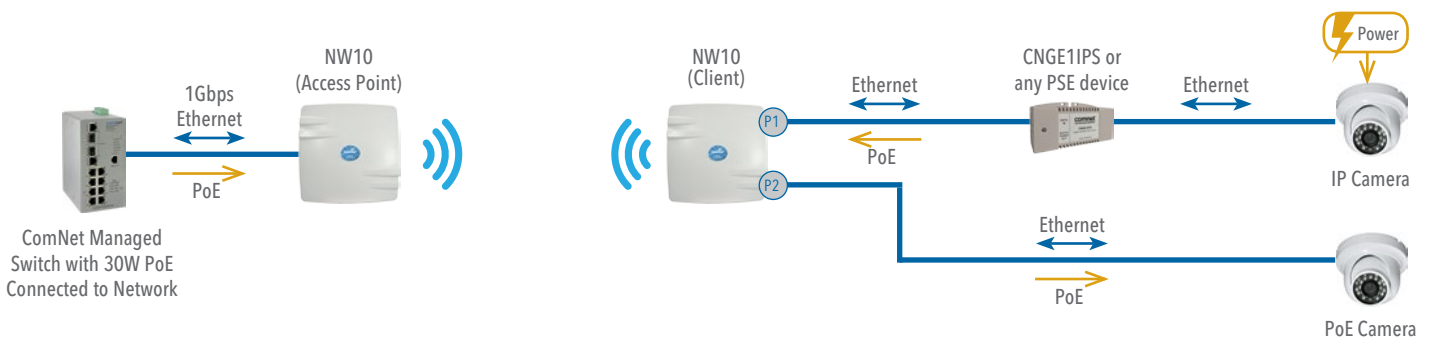 NW10
(Access Point)
1Gbps
Ethernet
PoE
ComNet Managed
Switch with 30W PoE
Connected to Network
NW10
(Client)
P1
P2
Ethernet
PoE
CNGE1IPS or
any PSE device
comnet
Ethernet
Power
IP Camera
Ethernet
PoE
PoE Camera